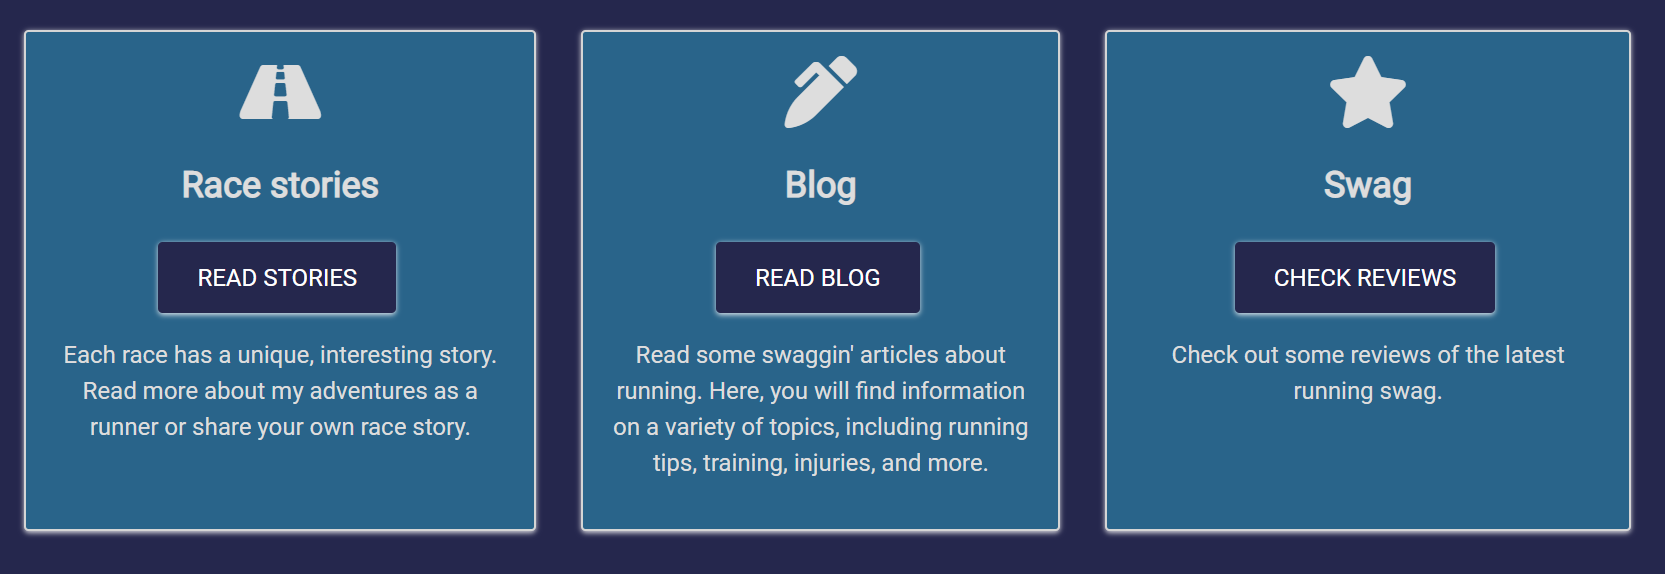 Race stories
READ STORIES
Each race has a unique, interesting story.
Read more about my adventures as a
runner or share your own race story.
Blog
READ BLOG
Read some swaggin' articles about
running. Here, you will find information
on a variety of topics, including running
tips, training, injuries, and more.
Swag
CHECK REVIEWS
Check out some reviews of the latest
running swag.